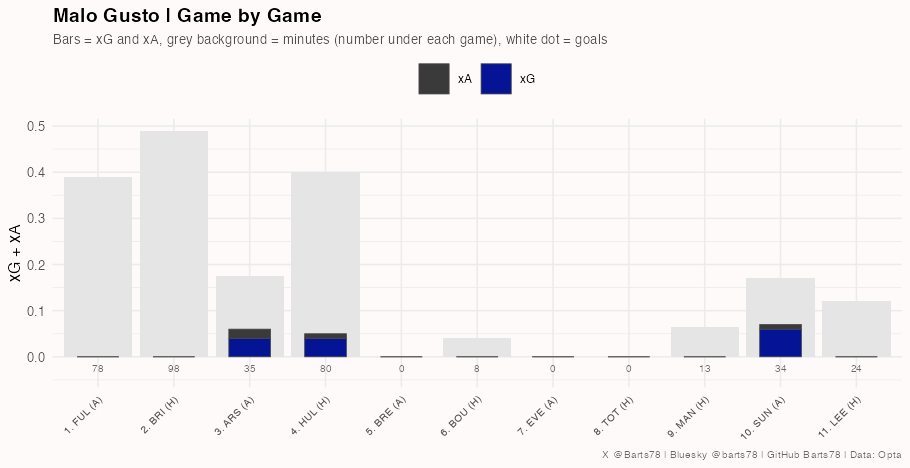 Malo Gusto | Game by Game
Bars = xG and xA, grey background = minutes (number under each game), white dot = goals
xA xG
xG + xA
0.5
0.4
0.3
0.2
0.1
0.0
78 98 35 80 0 8 0 0 13 34 24
1. FUL (A) 2. BRI (H) 3. ARS (A) 4. HUL (H) 5. BRE (A) 6. BOU (H) 7. EVE (A) 8. TOT (H) 9. MAN (H) 10. SUN (A) 11. LEE (H)
X @Barts78 | Bluesky @barts78 | GitHub Barts78 | Data: Opta